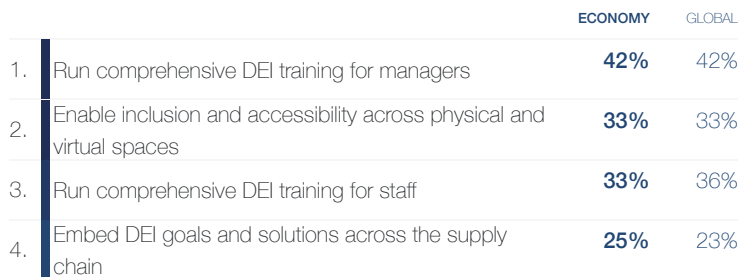 ECONOMY GLOBAL
1. Run comprehensive DEI training for managers 42% 42%
2. Enable inclusion and accessibility across physical and 33% 33%
virtual spaces
3. Run comprehensive DEI training for staff 33% 36%
4. Embed DEI goals and solutions across the supply 25% 23%
chain